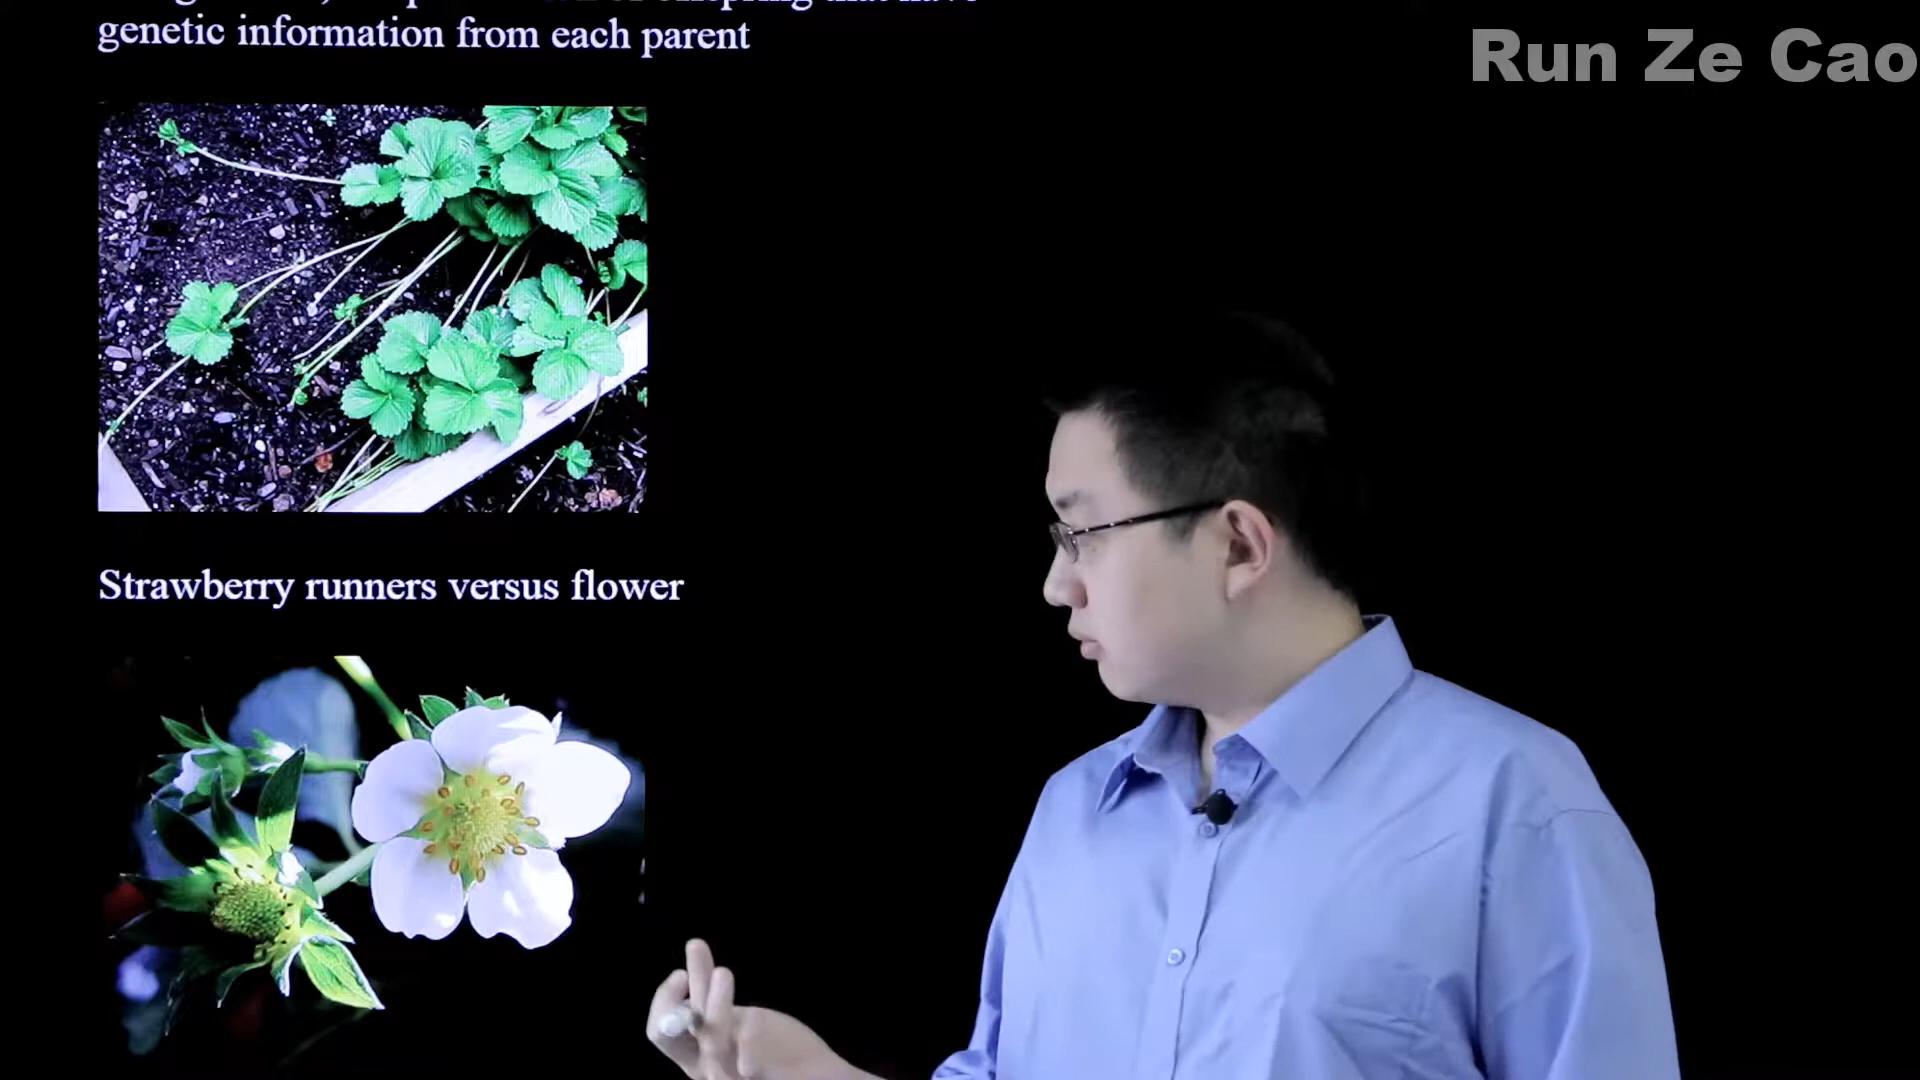 genetic information from each parent
Run Ze Cao
Strawberry runners versus flower